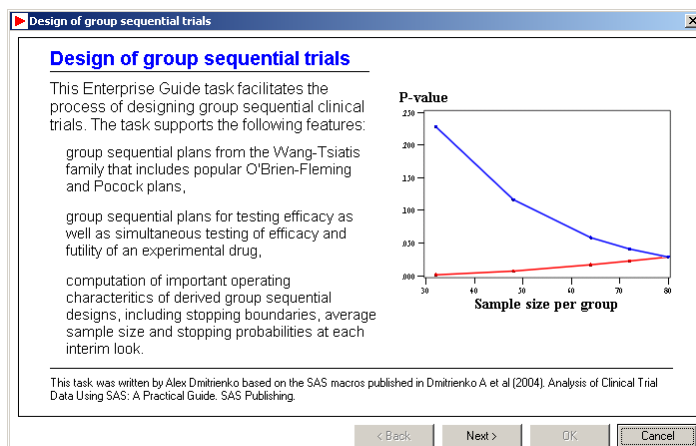 Design of group sequential trials
Design of group sequential trials
This Enterprise Guide task facilitates the
process of designing group sequential clinical
trials. The task supports the following features:
group sequential plans from the Wang-Tsiatis
family that includes popular O'Brien-Fleming
and Pocock plans,
group sequential plans for testing efficacy as
well as simultaneous testing of efficacy and
futility of an experimental drug,
computation of important operating
characteritics of derived group sequential
designs, including stopping boundaries, average
sample size and stopping probabilities at each
interim look.
P-value
.250
.200
.150
.100
.050
.000
30 40 50 60 70 80
Sample size per group
This task was written by Alex Dmitrienko based on the SAS macros published in Dmitrienko A et al (2004). Analysis of Clinical Trial
Data Using SAS: A Practical Guide. SAS Publishing.
< Back Next > OK Cancel